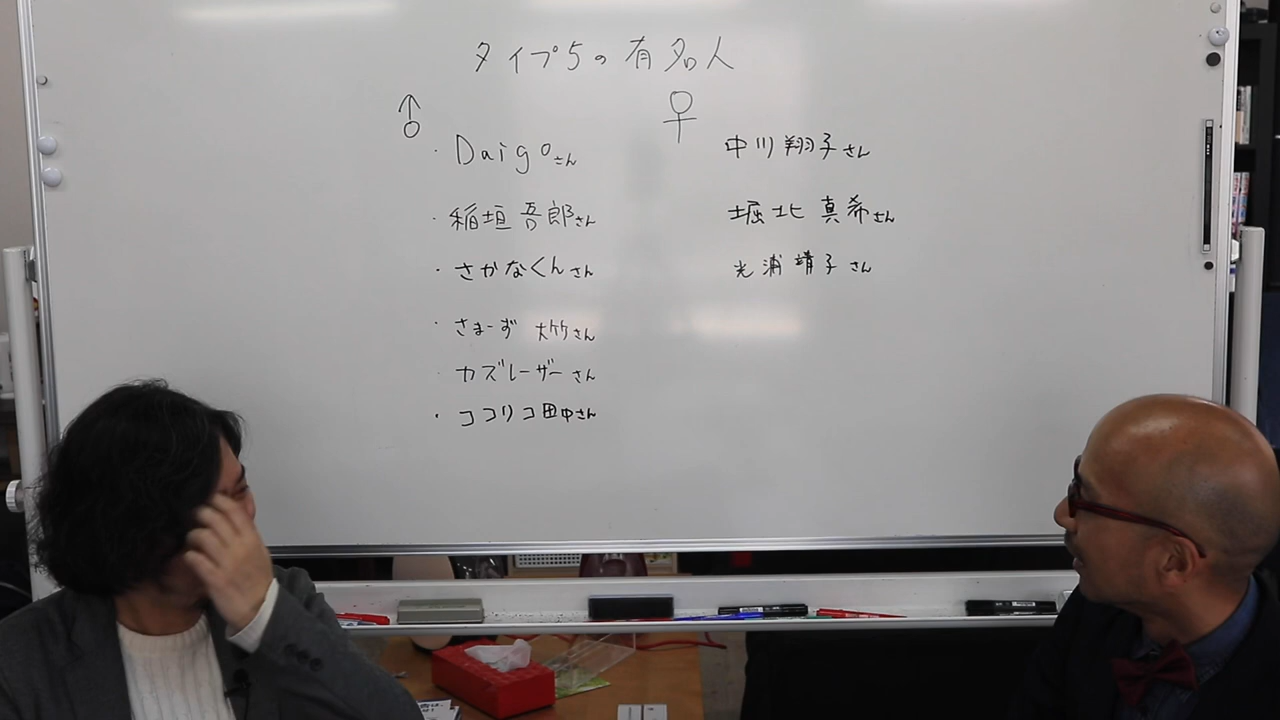 タイプ5の有名人
♂ ♀
・Daigoさん
・稲垣吾郎さん
・さかなくんさん
・さまーず 大竹さん
・カズレーザーさん
・ココリコ田中さん
中川翔子さん
堀北真希さん
光浦靖子さん